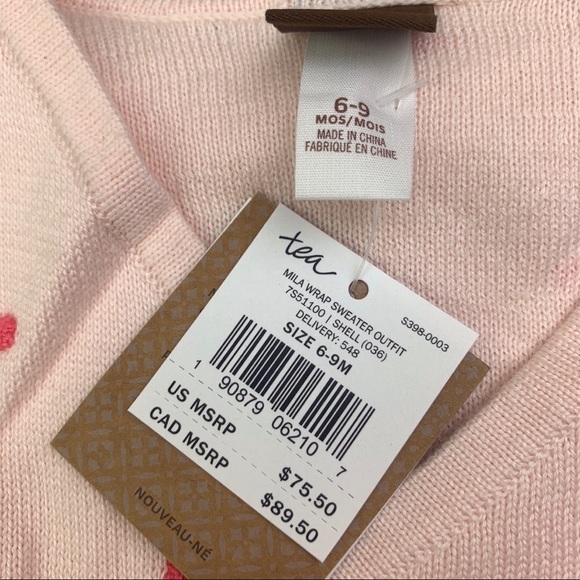 6-9
MOS/MOIS
MADE IN CHINA
FABRIQUÉ EN CHINE
tea
S398-0003
MILA WRAP SWEATER OUTFIT
7S51100 | SHELL (036)
DELIVERY: 548
SIZE 6-9M
1 90879 06210 7
US MSRP $75.50
CAD MSRP $89.50
NOUVEAU-NÉ